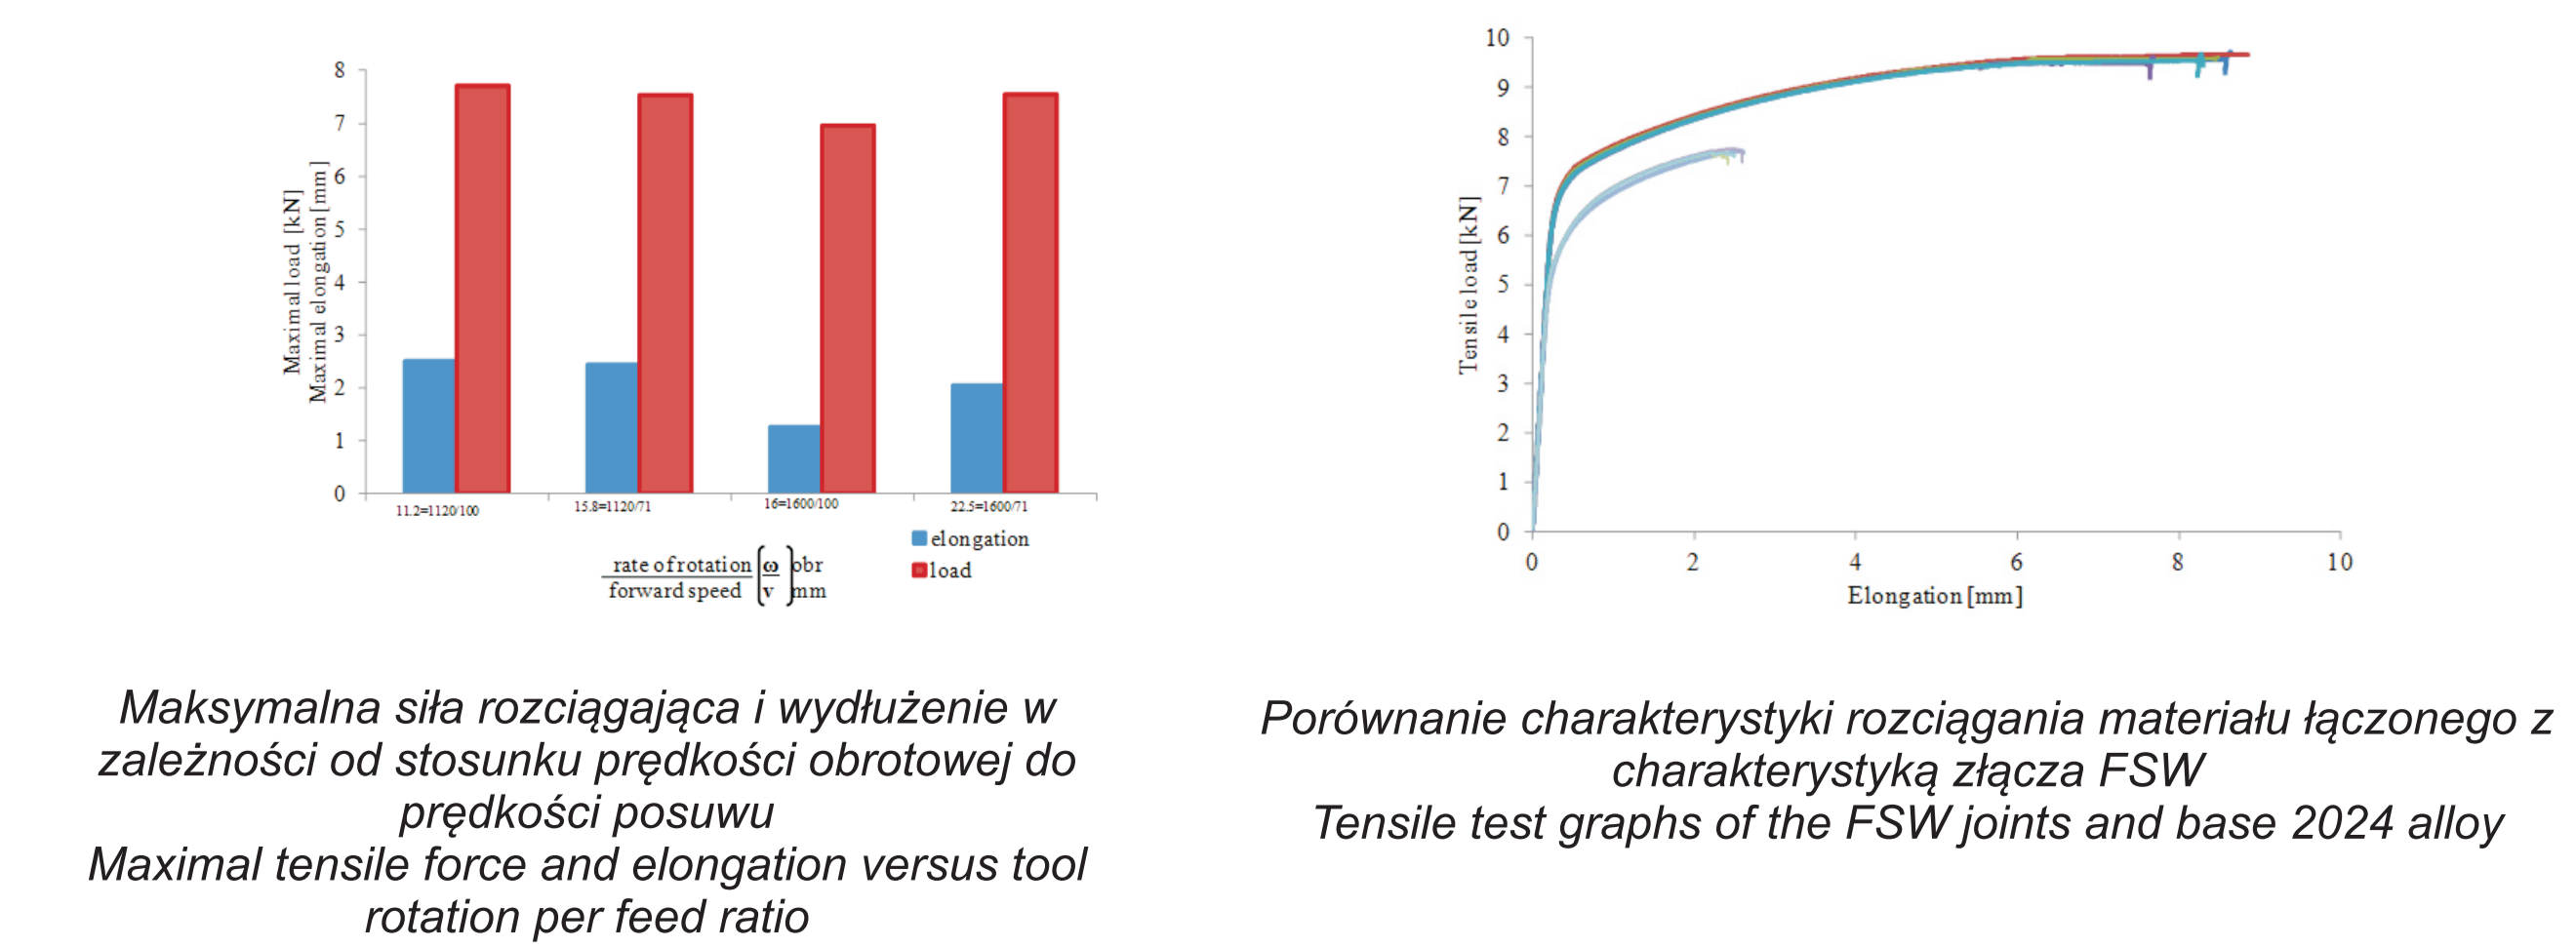 8
7
6
5
4
3
2
1
0
Maximal load [kN]
Maximal elongation [mm]
11.2=1120/100
15.8=1120/71
16=1600/100
22.5=1600/71
rate of rotation (ω obr
forward speed v) mm
elongation
load
Maksymalna siła rozciągająca i wydłużenie w
zależności od stosunku prędkości obrotowej do
prędkości posuwu
Maximal tensile force and elongation versus tool
rotation per feed ratio
10
9
8
7
6
5
4
3
2
1
0
Tensile load [kN]
0 2 4 6 8 10
Elongation [mm]
Porównanie charakterystyki rozciągania materiału łączonego z
charakterystyką złącza FSW
Tensile test graphs of the FSW joints and base 2024 alloy